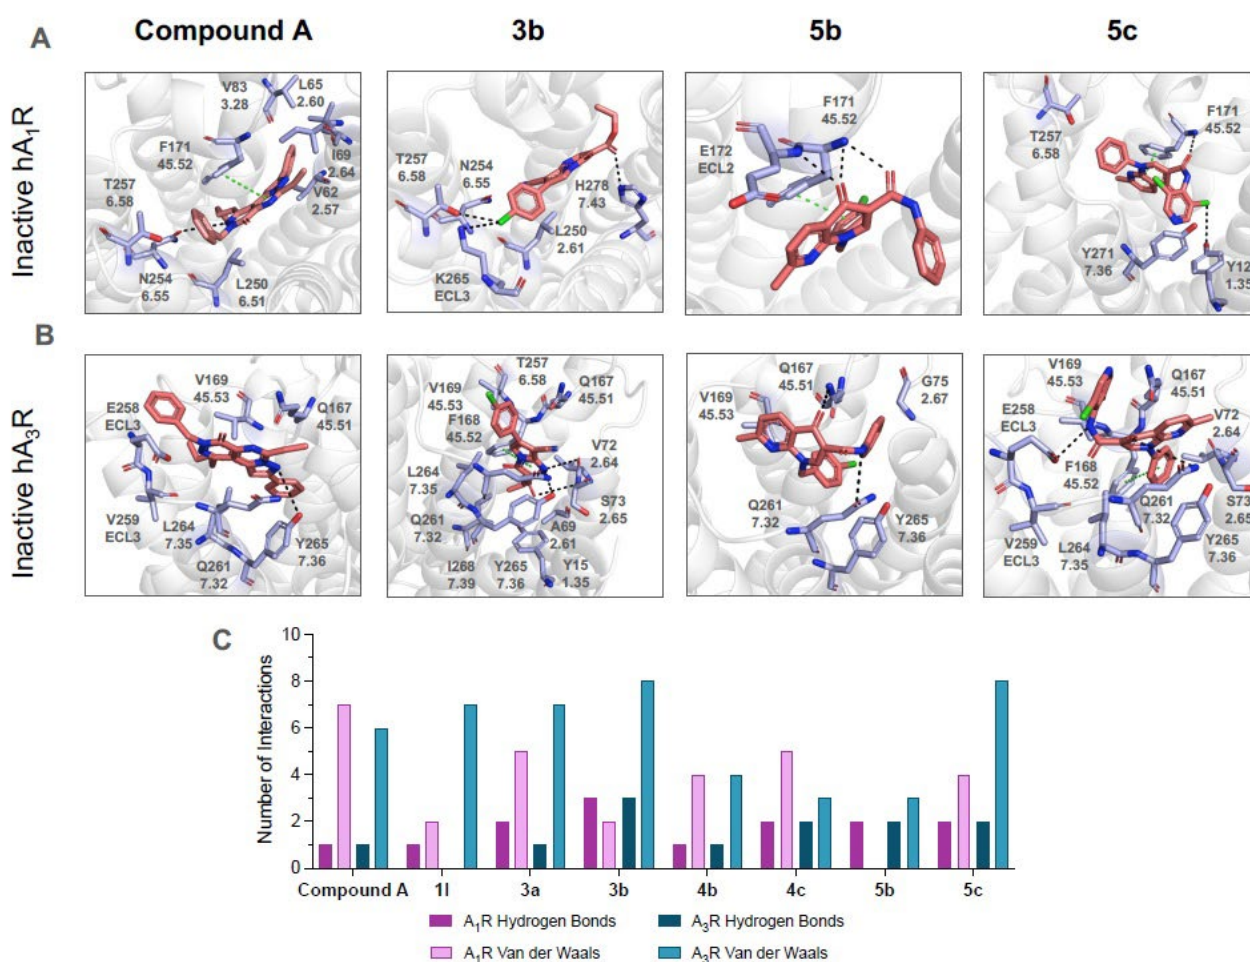 Compound A 3b 5b 5c
A
Inactive hA₁R
V83
3.28
L65
2.60
F171
45.52
I69
2.64
V62
2.57
T257
6.58
N254
6.55
L250
6.51
T257
6.58
N254
6.55
H278
7.43
L250
2.61
K265
ECL3
F171
45.52
E172
ECL2
T257
6.58
F171
45.52
Y271
7.36
Y12
1.35
B
Inactive hA₃R
V169
45.53
Q167
45.51
E258
ECL3
V259
ECL3
L264
7.35
Q261
7.32
Y265
7.36
T257
6.58
V169
45.53
Q167
45.51
F168
45.52
V72
2.64
L264
7.35
S73
2.65
Q261
7.32
A69
2.61
I268
7.39
Y265
7.36
Y15
1.35
Q167
45.51
G75
2.67
V169
45.53
Q261
7.32
Y265
7.36
V169
45.53
Q167
45.51
E258
ECL3
V72
2.64
F168
45.52
Q261
7.32
S73
2.65
V259
ECL3
L264
7.35
Y265
7.36
C
Number of Interactions
10
8
6
4
2
0
Compound A 1l 3a 3b 4b 4c 5b 5c
A₁R Hydrogen Bonds
A₃R Hydrogen Bonds
A₁R Van der Waals
A₃R Van der Waals